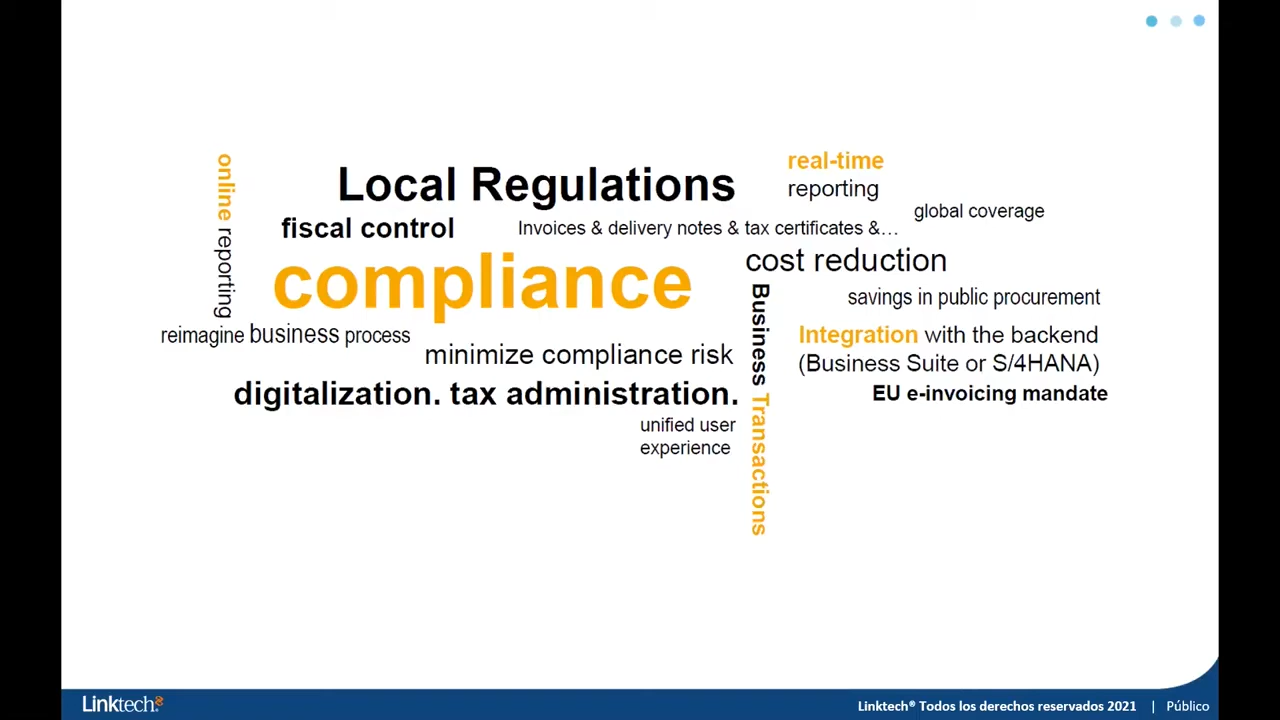 online reporting
Local Regulations
real-time
reporting
global coverage
fiscal control
Invoices & delivery notes & tax certificates &…
compliance
cost reduction
savings in public procurement
reimagine business process
minimize compliance risk
Business Transactions
Integration with the backend
(Business Suite or S/4HANA)
digitalization. tax administration.
EU e-invoicing mandate
unified user
experience
Linktech
Linktech® Todos los derechos reservados 2021 | Público